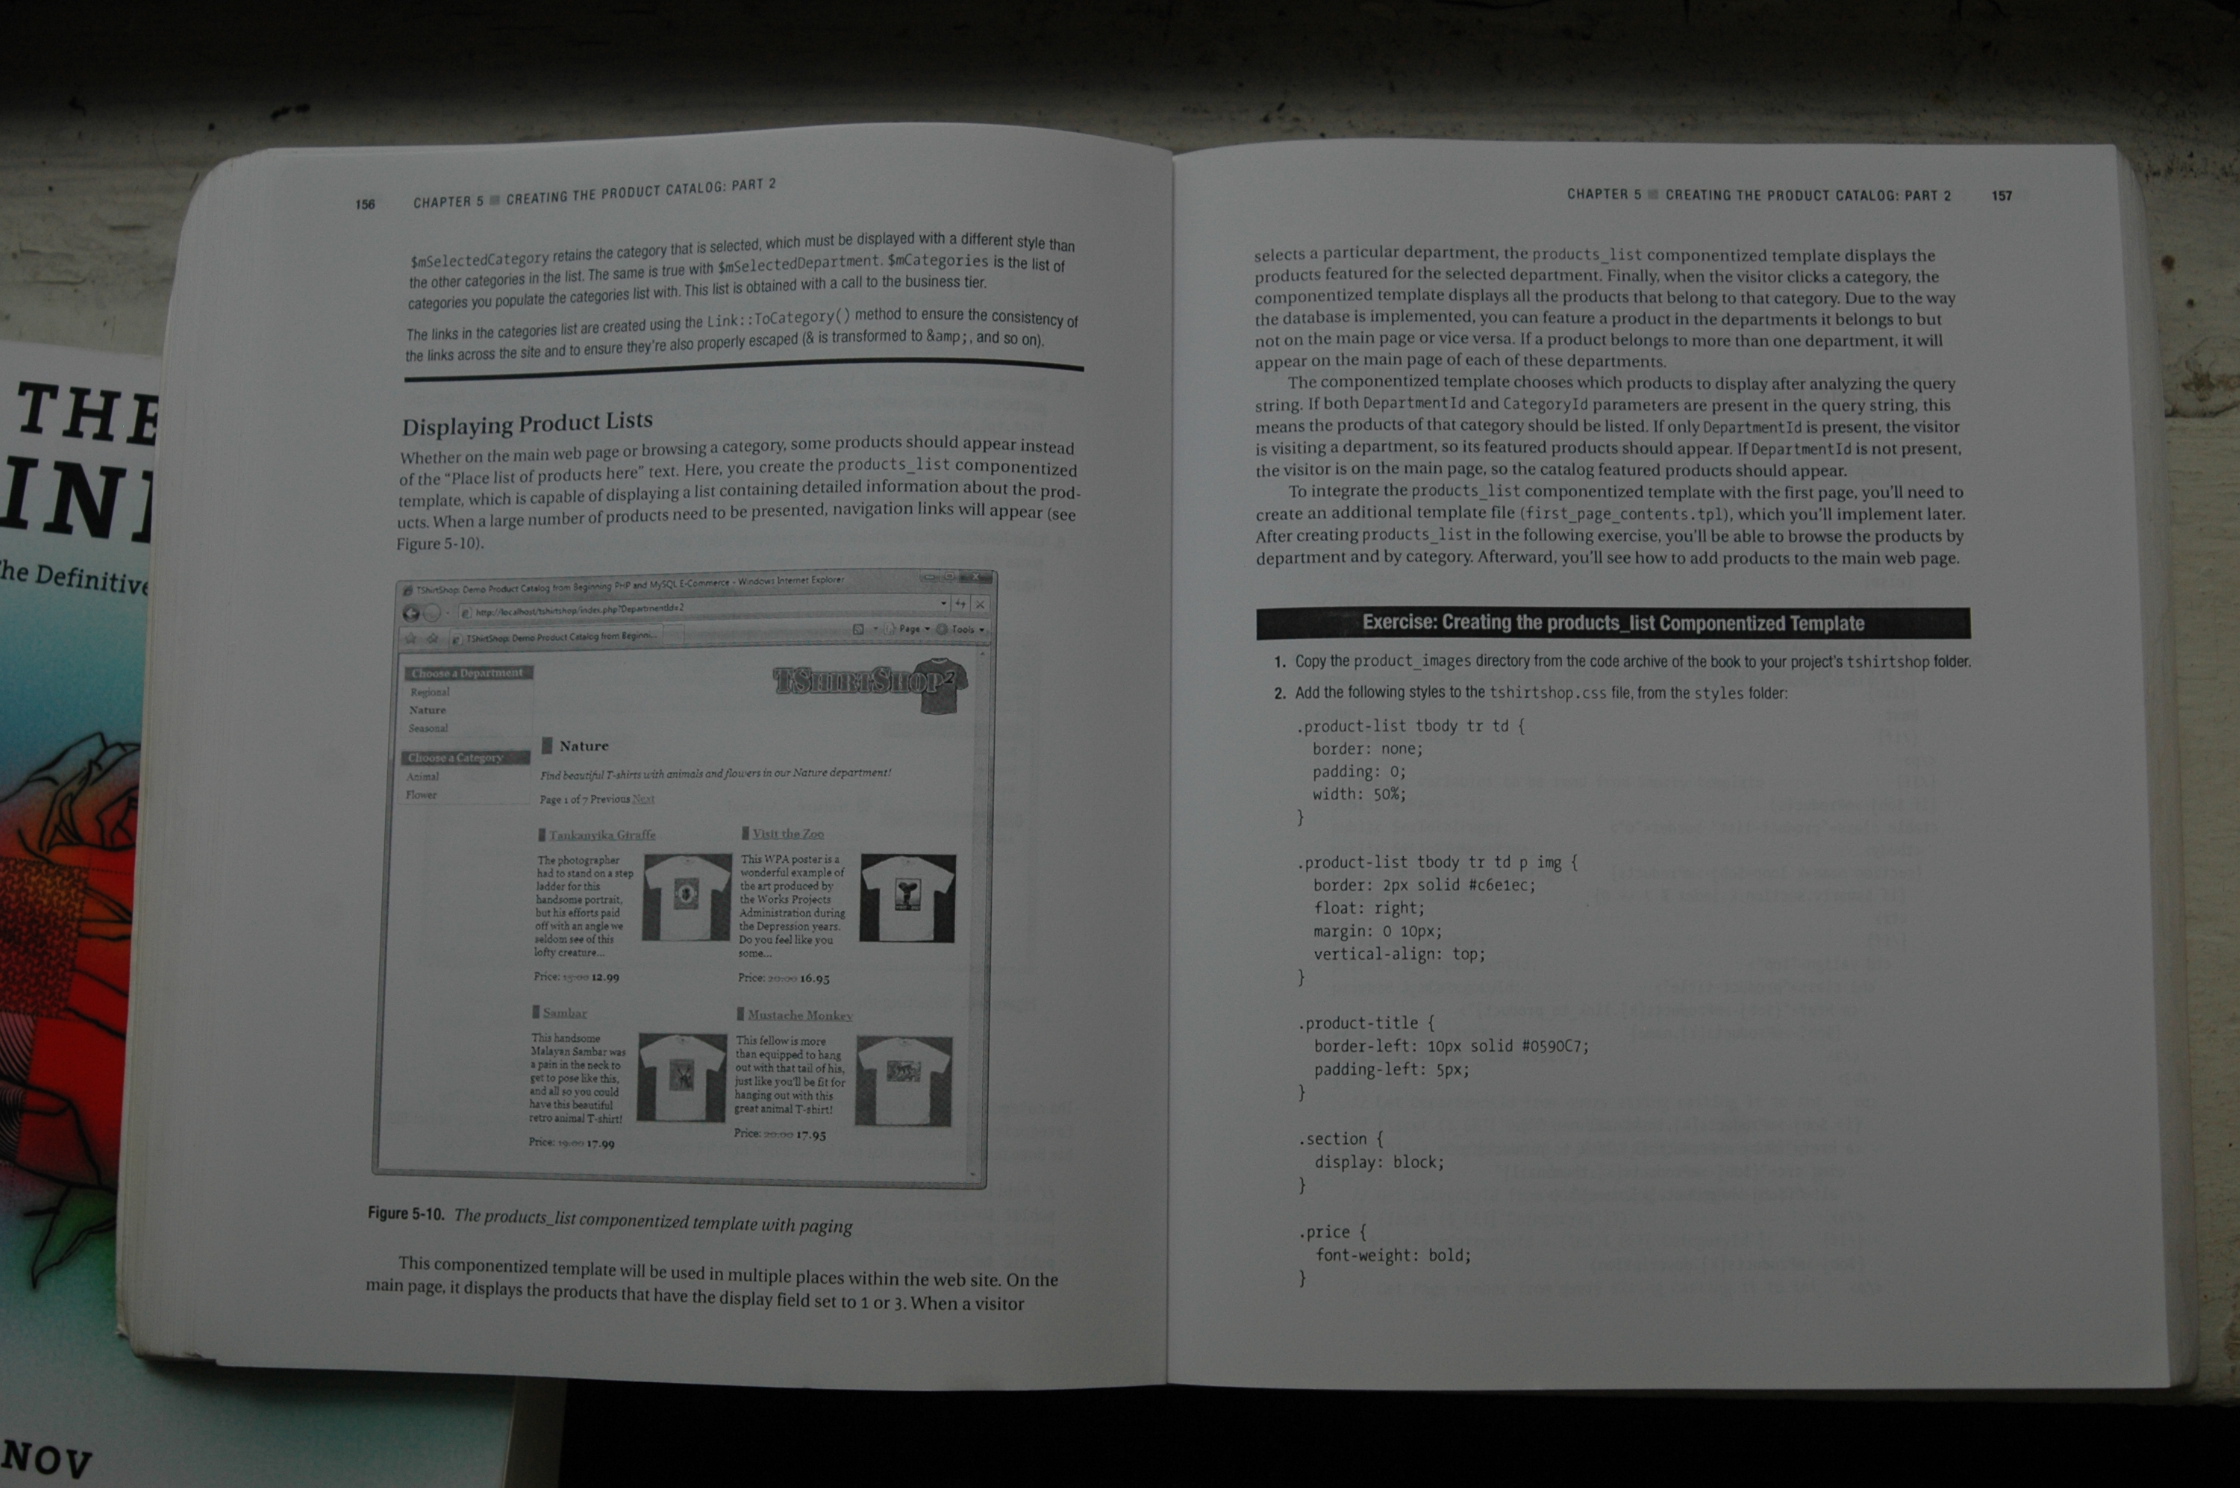 THE
IN
he Definitive
NOV
156 CHAPTER 5 ■ CREATING THE PRODUCT CATALOG: PART 2
$mSelectedCategory retains the category that is selected, which must be displayed with a different style than
the other categories in the list. The same is true with $mSelectedDepartment. $mCategories is the list of
categories you populate the categories list with. This list is obtained with a call to the business tier.
The links in the categories list are created using the Link::ToCategory() method to ensure the consistency of
the links across the site and to ensure they're also properly escaped (& is transformed to &amp;, and so on).
Displaying Product Lists
Whether on the main web page or browsing a category, some products should appear instead
of the “Place list of products here” text. Here, you create the products_list componentized
template, which is capable of displaying a list containing detailed information about the prod-
ucts. When a large number of products need to be presented, navigation links will appear (see
Figure 5-10).
TShirtShop: Demo Product Catalog from Beginning PHP and MySQL E-Commerce - Windows Internet Explorer
http://localhost/tshirtshop/index.php?DepartmentId=2
TShirtShop: Demo Product Catalog from Beginni...
Page
Tools
Choose a Department
Regional
Nature
Seasonal
Choose a Category
Animal
Flower
TSHIRTSHOP
Nature
Find beautiful T-shirts with animals and flowers in our Nature department!
Page 1 of 7 Previous Next
Tankanyika Giraffe
The photographer
had to stand on a step
ladder for this
handsome portrait,
but his efforts paid
off with an angle we
seldom see of this
lofty creature...
Price: 15.00 12.99
Visit the Zoo
This WPA poster is a
wonderful example of
the art produced by
the Works Projects
Administration during
the Depression years.
Do you feel like you
some...
Price: 20.00 16.95
Sambar
This handsome
Malayan Sambar was
a pain in the neck to
get to pose like this,
and all so you could
have this beautiful
retro animal T-shirt!
Price: 19.00 17.99
Mustache Monkey
This fellow is more
than equipped to hang
out with that tail of his,
just like you'll be fit for
hanging out with this
great animal T-shirt!
Price: 20.00 17.95
Figure 5-10. The products_list componentized template with paging
This componentized template will be used in multiple places within the web site. On the
main page, it displays the products that have the display field set to 1 or 3. When a visitor
CHAPTER 5 ■ CREATING THE PRODUCT CATALOG: PART 2 157
selects a particular department, the products_list componentized template displays the
products featured for the selected department. Finally, when the visitor clicks a category, the
componentized template displays all the products that belong to that category. Due to the way
the database is implemented, you can feature a product in the departments it belongs to but
not on the main page or vice versa. If a product belongs to more than one department, it will
appear on the main page of each of these departments.
The componentized template chooses which products to display after analyzing the query
string. If both DepartmentId and CategoryId parameters are present in the query string, this
means the products of that category should be listed. If only DepartmentId is present, the visitor
is visiting a department, so its featured products should appear. If DepartmentId is not present,
the visitor is on the main page, so the catalog featured products should appear.
To integrate the products_list componentized template with the first page, you'll need to
create an additional template file (first_page_contents.tpl), which you'll implement later.
After creating products_list in the following exercise, you'll be able to browse the products by
department and by category. Afterward, you'll see how to add products to the main web page.
Exercise: Creating the products_list Componentized Template
1. Copy the product_images directory from the code archive of the book to your project's tshirtshop folder.
2. Add the following styles to the tshirtshop.css file, from the styles folder:
.product-list tbody tr td {
border: none;
padding: 0;
width: 50%;
}
.product-list tbody tr td p img {
border: 2px solid #c6e1ec;
float: right;
margin: 0 10px;
vertical-align: top;
}
.product-title {
border-left: 10px solid #0590C7;
padding-left: 5px;
}
.section {
display: block;
}
.price {
font-weight: bold;
}